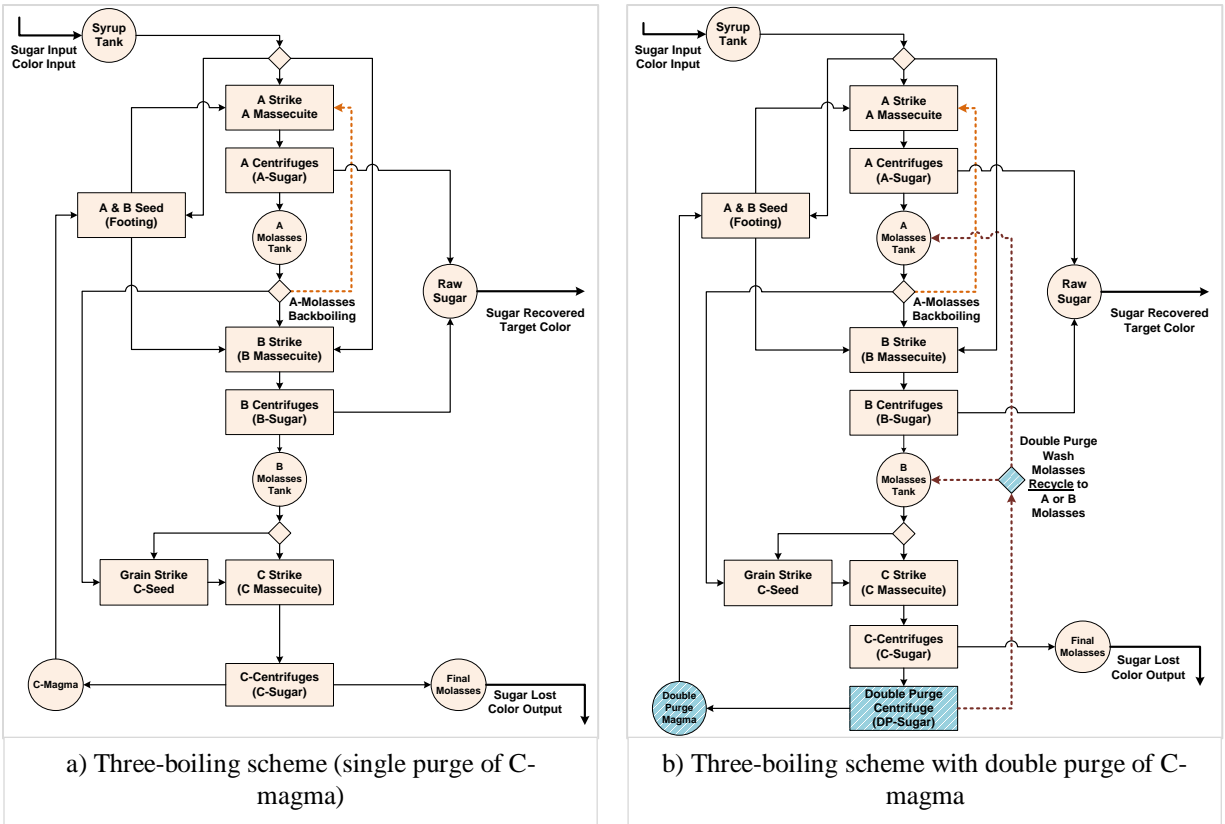 Syrup
Tank
Sugar Input
Color Input
A Strike
A Massecuite
A Centrifuges
(A-Sugar)
A & B Seed
(Footing)
A
Molasses
Tank
Raw
Sugar
A-Molasses
Backboiling
Sugar Recovered
Target Color
B Strike
(B Massecuite)
B Centrifuges
(B-Sugar)
B
Molasses
Tank
Grain Strike
C-Seed
C Strike
(C Massecuite)
C-Magma
C-Centrifuges
(C-Sugar)
Final
Molasses
Sugar Lost
Color Output
a) Three-boiling scheme (single purge of C-
magma)
Syrup
Tank
Sugar Input
Color Input
A Strike
A Massecuite
A Centrifuges
(A-Sugar)
A & B Seed
(Footing)
A
Molasses
Tank
Raw
Sugar
A-Molasses
Backboiling
Sugar Recovered
Target Color
B Strike
(B Massecuite)
B Centrifuges
(B-Sugar)
B
Molasses
Tank
Double Purge
Wash
Molasses
Recycle to
A or B
Molasses
Grain Strike
C-Seed
C Strike
(C Massecuite)
C-Centrifuges
(C-Sugar)
Final
Molasses
Sugar Lost
Color Output
Double
Purge
Magma
Double Purge
Centrifuge
(DP-Sugar)
b) Three-boiling scheme with double purge of C-
magma